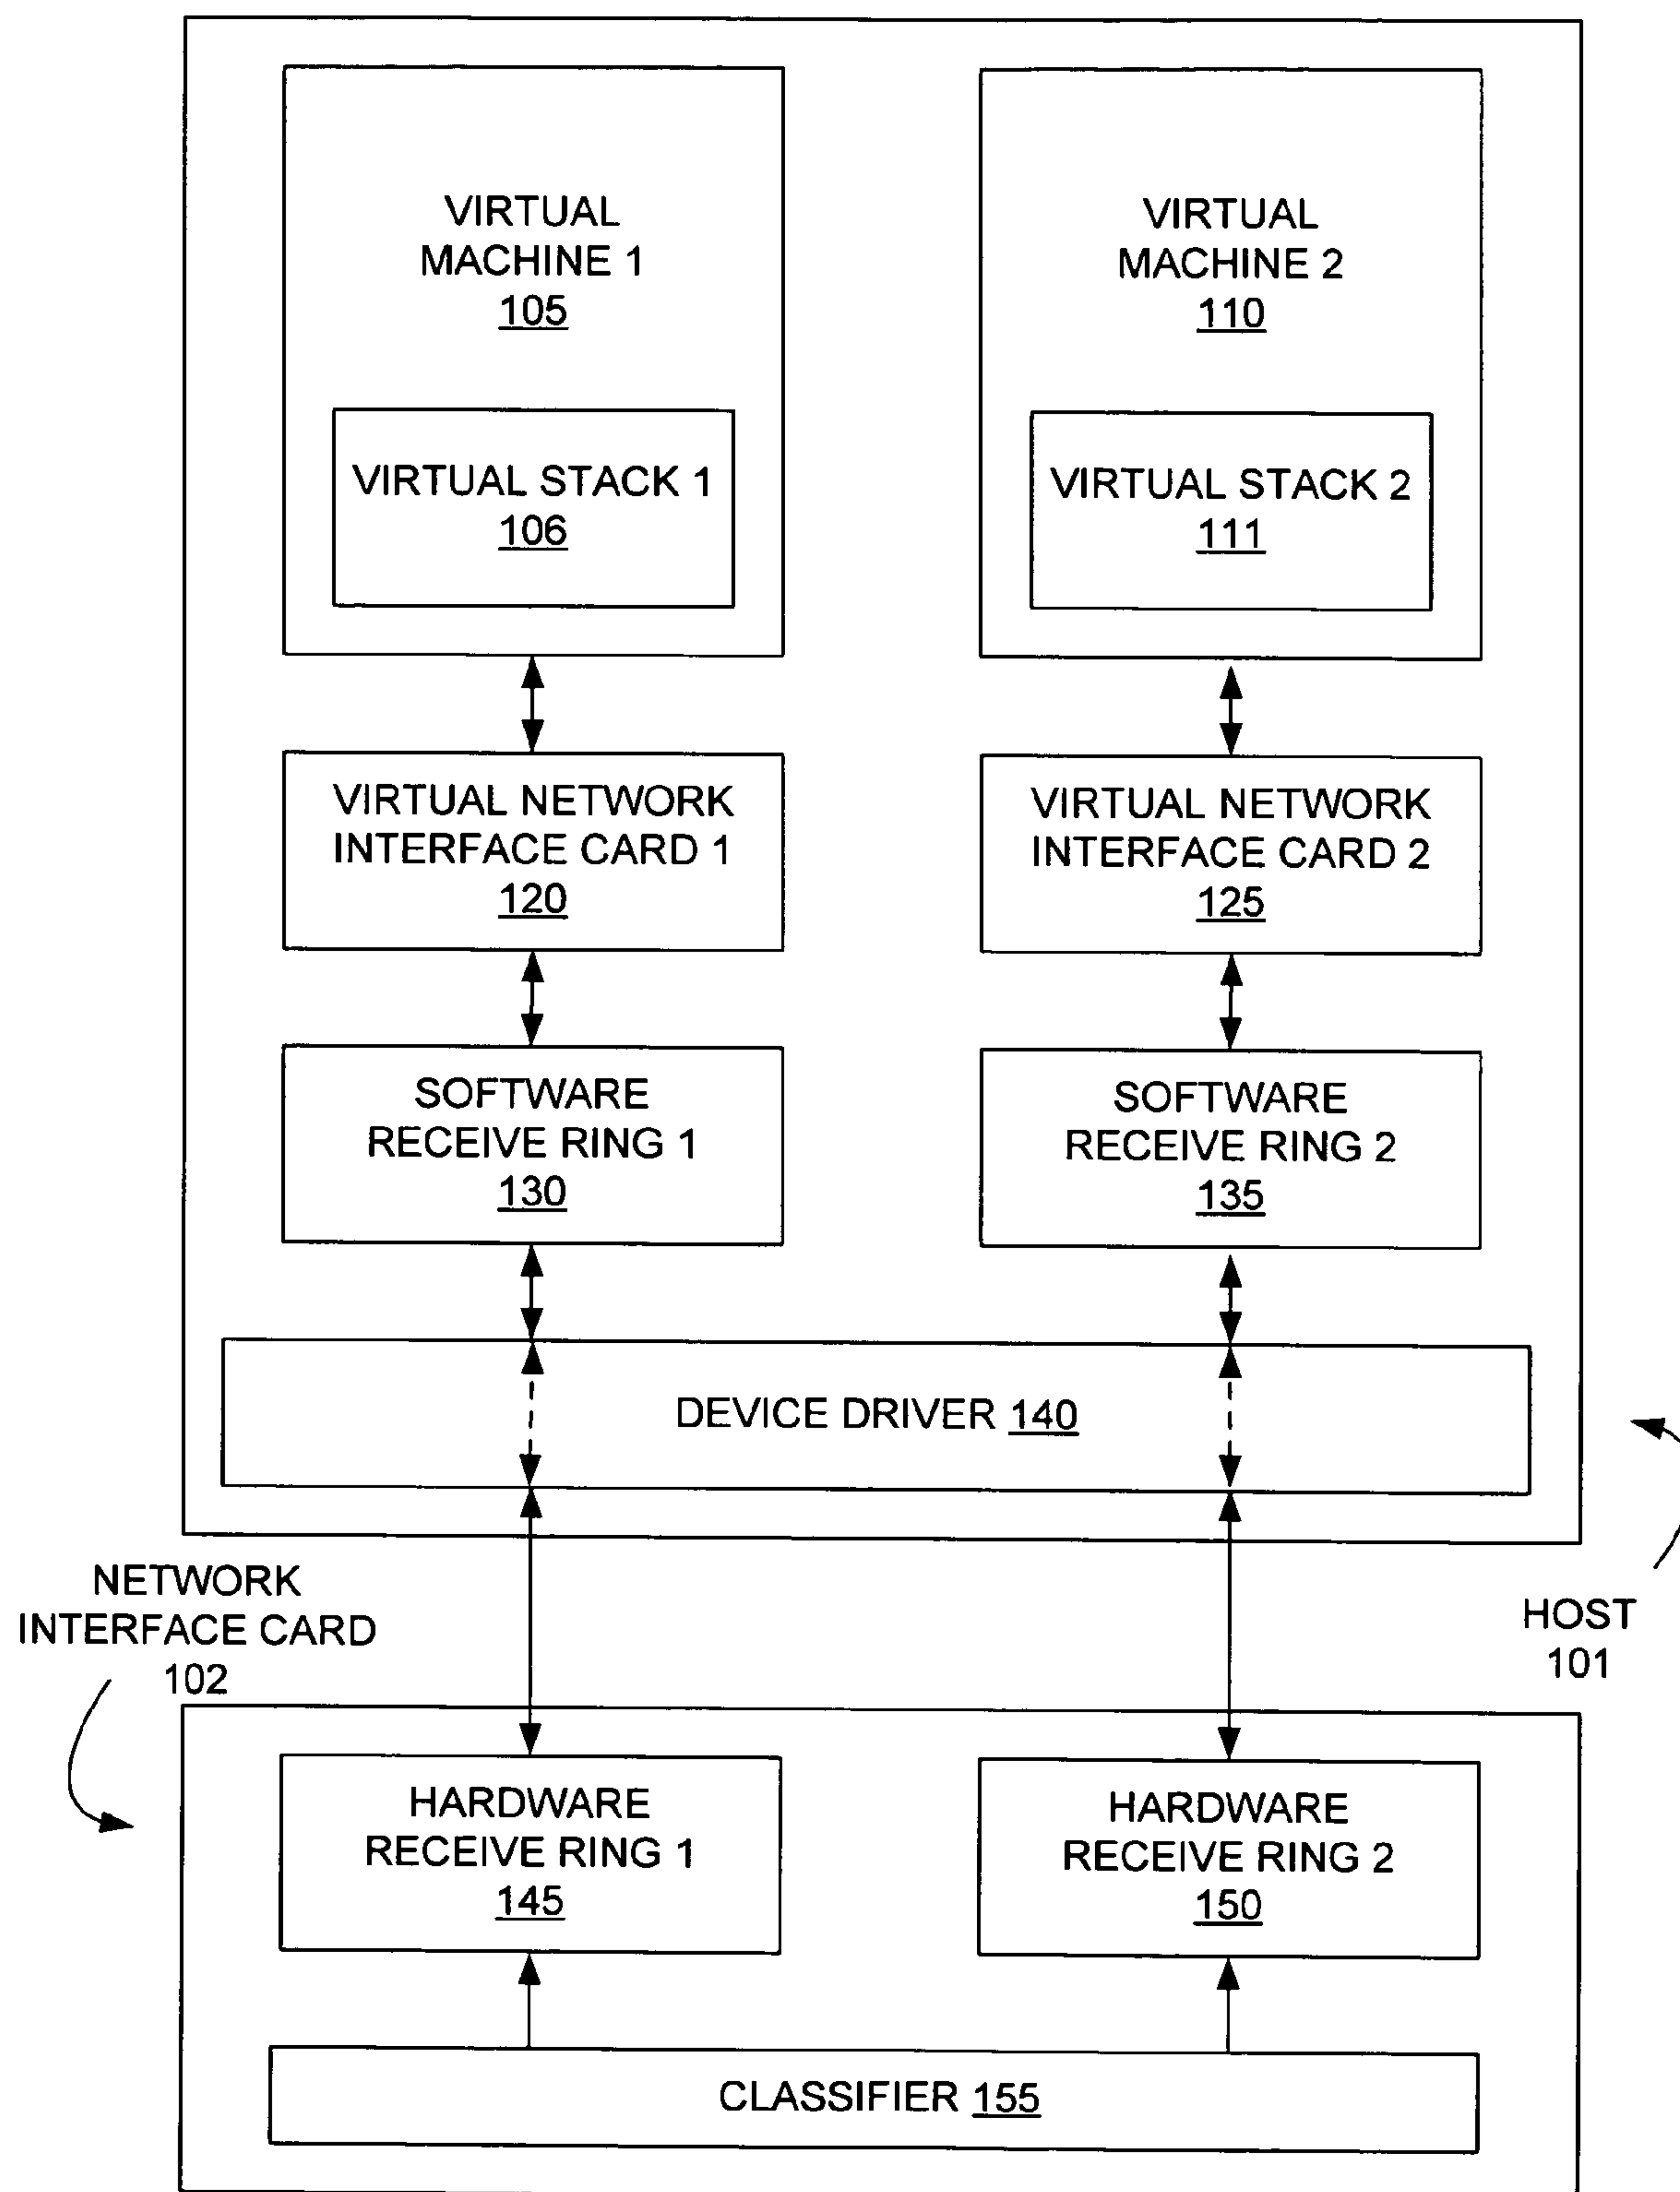 VIRTUAL
MACHINE 1
105
VIRTUAL STACK 1
106
VIRTUAL
MACHINE 2
110
VIRTUAL STACK 2
111
VIRTUAL NETWORK
INTERFACE CARD 1
120
VIRTUAL NETWORK
INTERFACE CARD 2
125
SOFTWARE
RECEIVE RING 1
130
SOFTWARE
RECEIVE RING 2
135
DEVICE DRIVER 140
NETWORK
INTERFACE CARD
102
HOST
101
HARDWARE
RECEIVE RING 1
145
HARDWARE
RECEIVE RING 2
150
CLASSIFIER 155